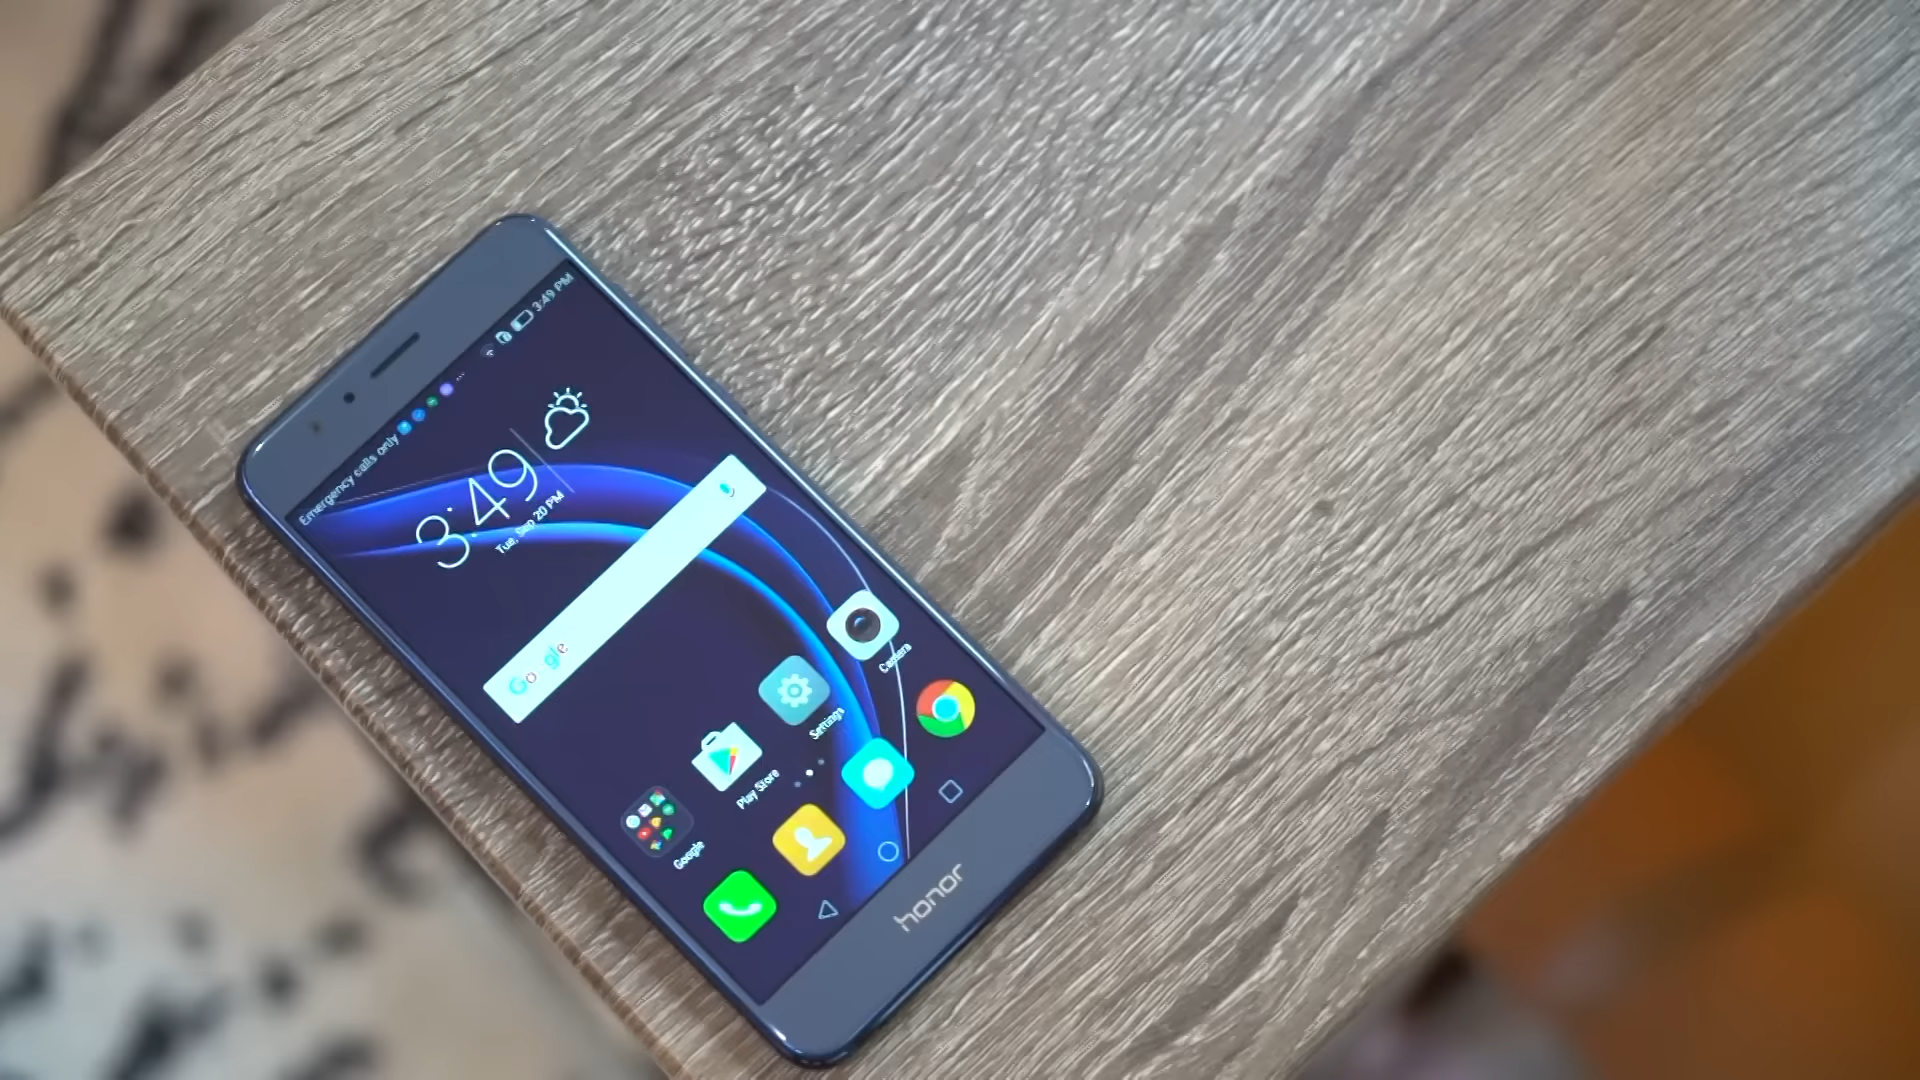 Emergency calls only 3:49 PM
3:49
Tue, Sep 20 PM
Google
Camera
Settings
Play Store
Google
honor